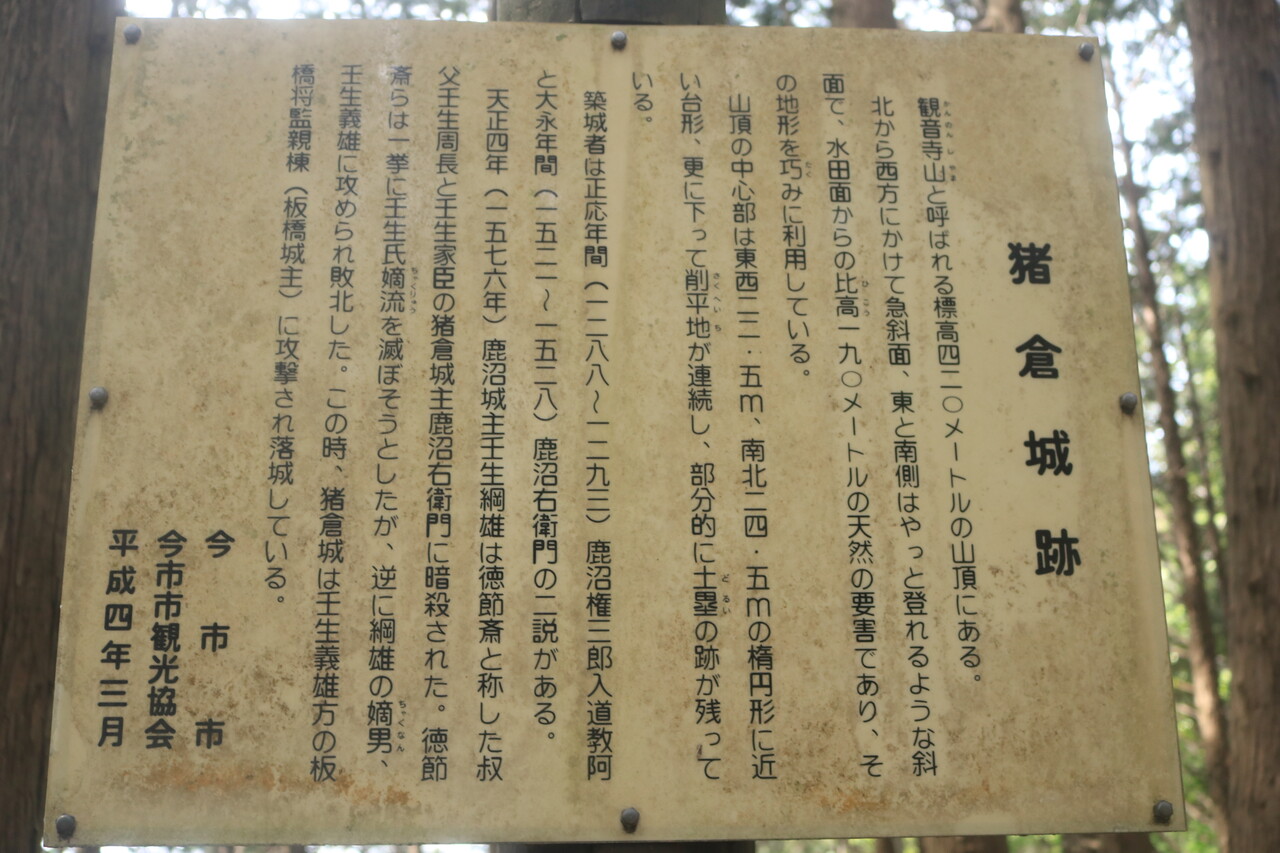 猪倉城跡
観音寺山と呼ばれる標高四二〇メートルの山頂にある。
北から西方にかけて急斜面、東と南側はやっと登れるような斜
面で、水田面からの比高一九〇メートルの天然の要害であり、そ
の地形を巧みに利用している。
山頂の中心部は東西二二・五m、南北二四・五mの楕円形に近
い台形、更に下って削平地が連続し、部分的に土塁の跡が残って
いる。
築城者は正応年間（一二八八～一二九三）鹿沼権三郎入道教阿
と大永年間（一五二一～一五二八）鹿沼右衛門の二説がある。
天正四年（一五七六年）鹿沼城主壬生綱雄は徳節斎と称した叔
父壬生周長と壬生家臣の猪倉城主鹿沼右衛門に暗殺された。徳節
斎らは一挙に壬生氏嫡流を滅ぼそうとしたが、逆に綱雄の嫡男、
壬生義雄に攻められ敗北した。この時、猪倉城は壬生義雄方の板
橋将監親棟（板橋城主）に攻撃され落城している。
今市市
今市市観光協会
平成四年三月